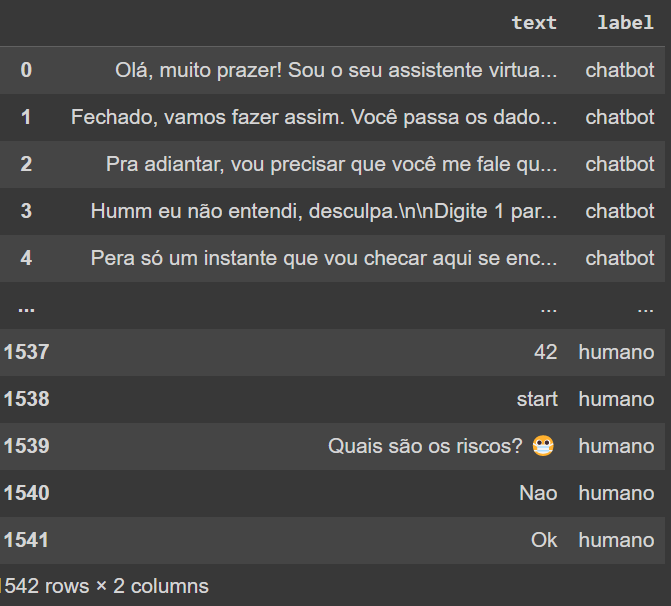 text label
0 Olá, muito prazer! Sou o seu assistente virtua... chatbot
1 Fechado, vamos fazer assim. Você passa os dado... chatbot
2 Pra adiantar, vou precisar que você me fale qu... chatbot
3 Humm eu não entendi, desculpa.\n\nDigite 1 par... chatbot
4 Pera só um instante que vou checar aqui se enc... chatbot
... ... ...
1537 42 humano
1538 start humano
1539 Quais são os riscos? 😷 humano
1540 Nao humano
1541 Ok humano
1542 rows × 2 columns